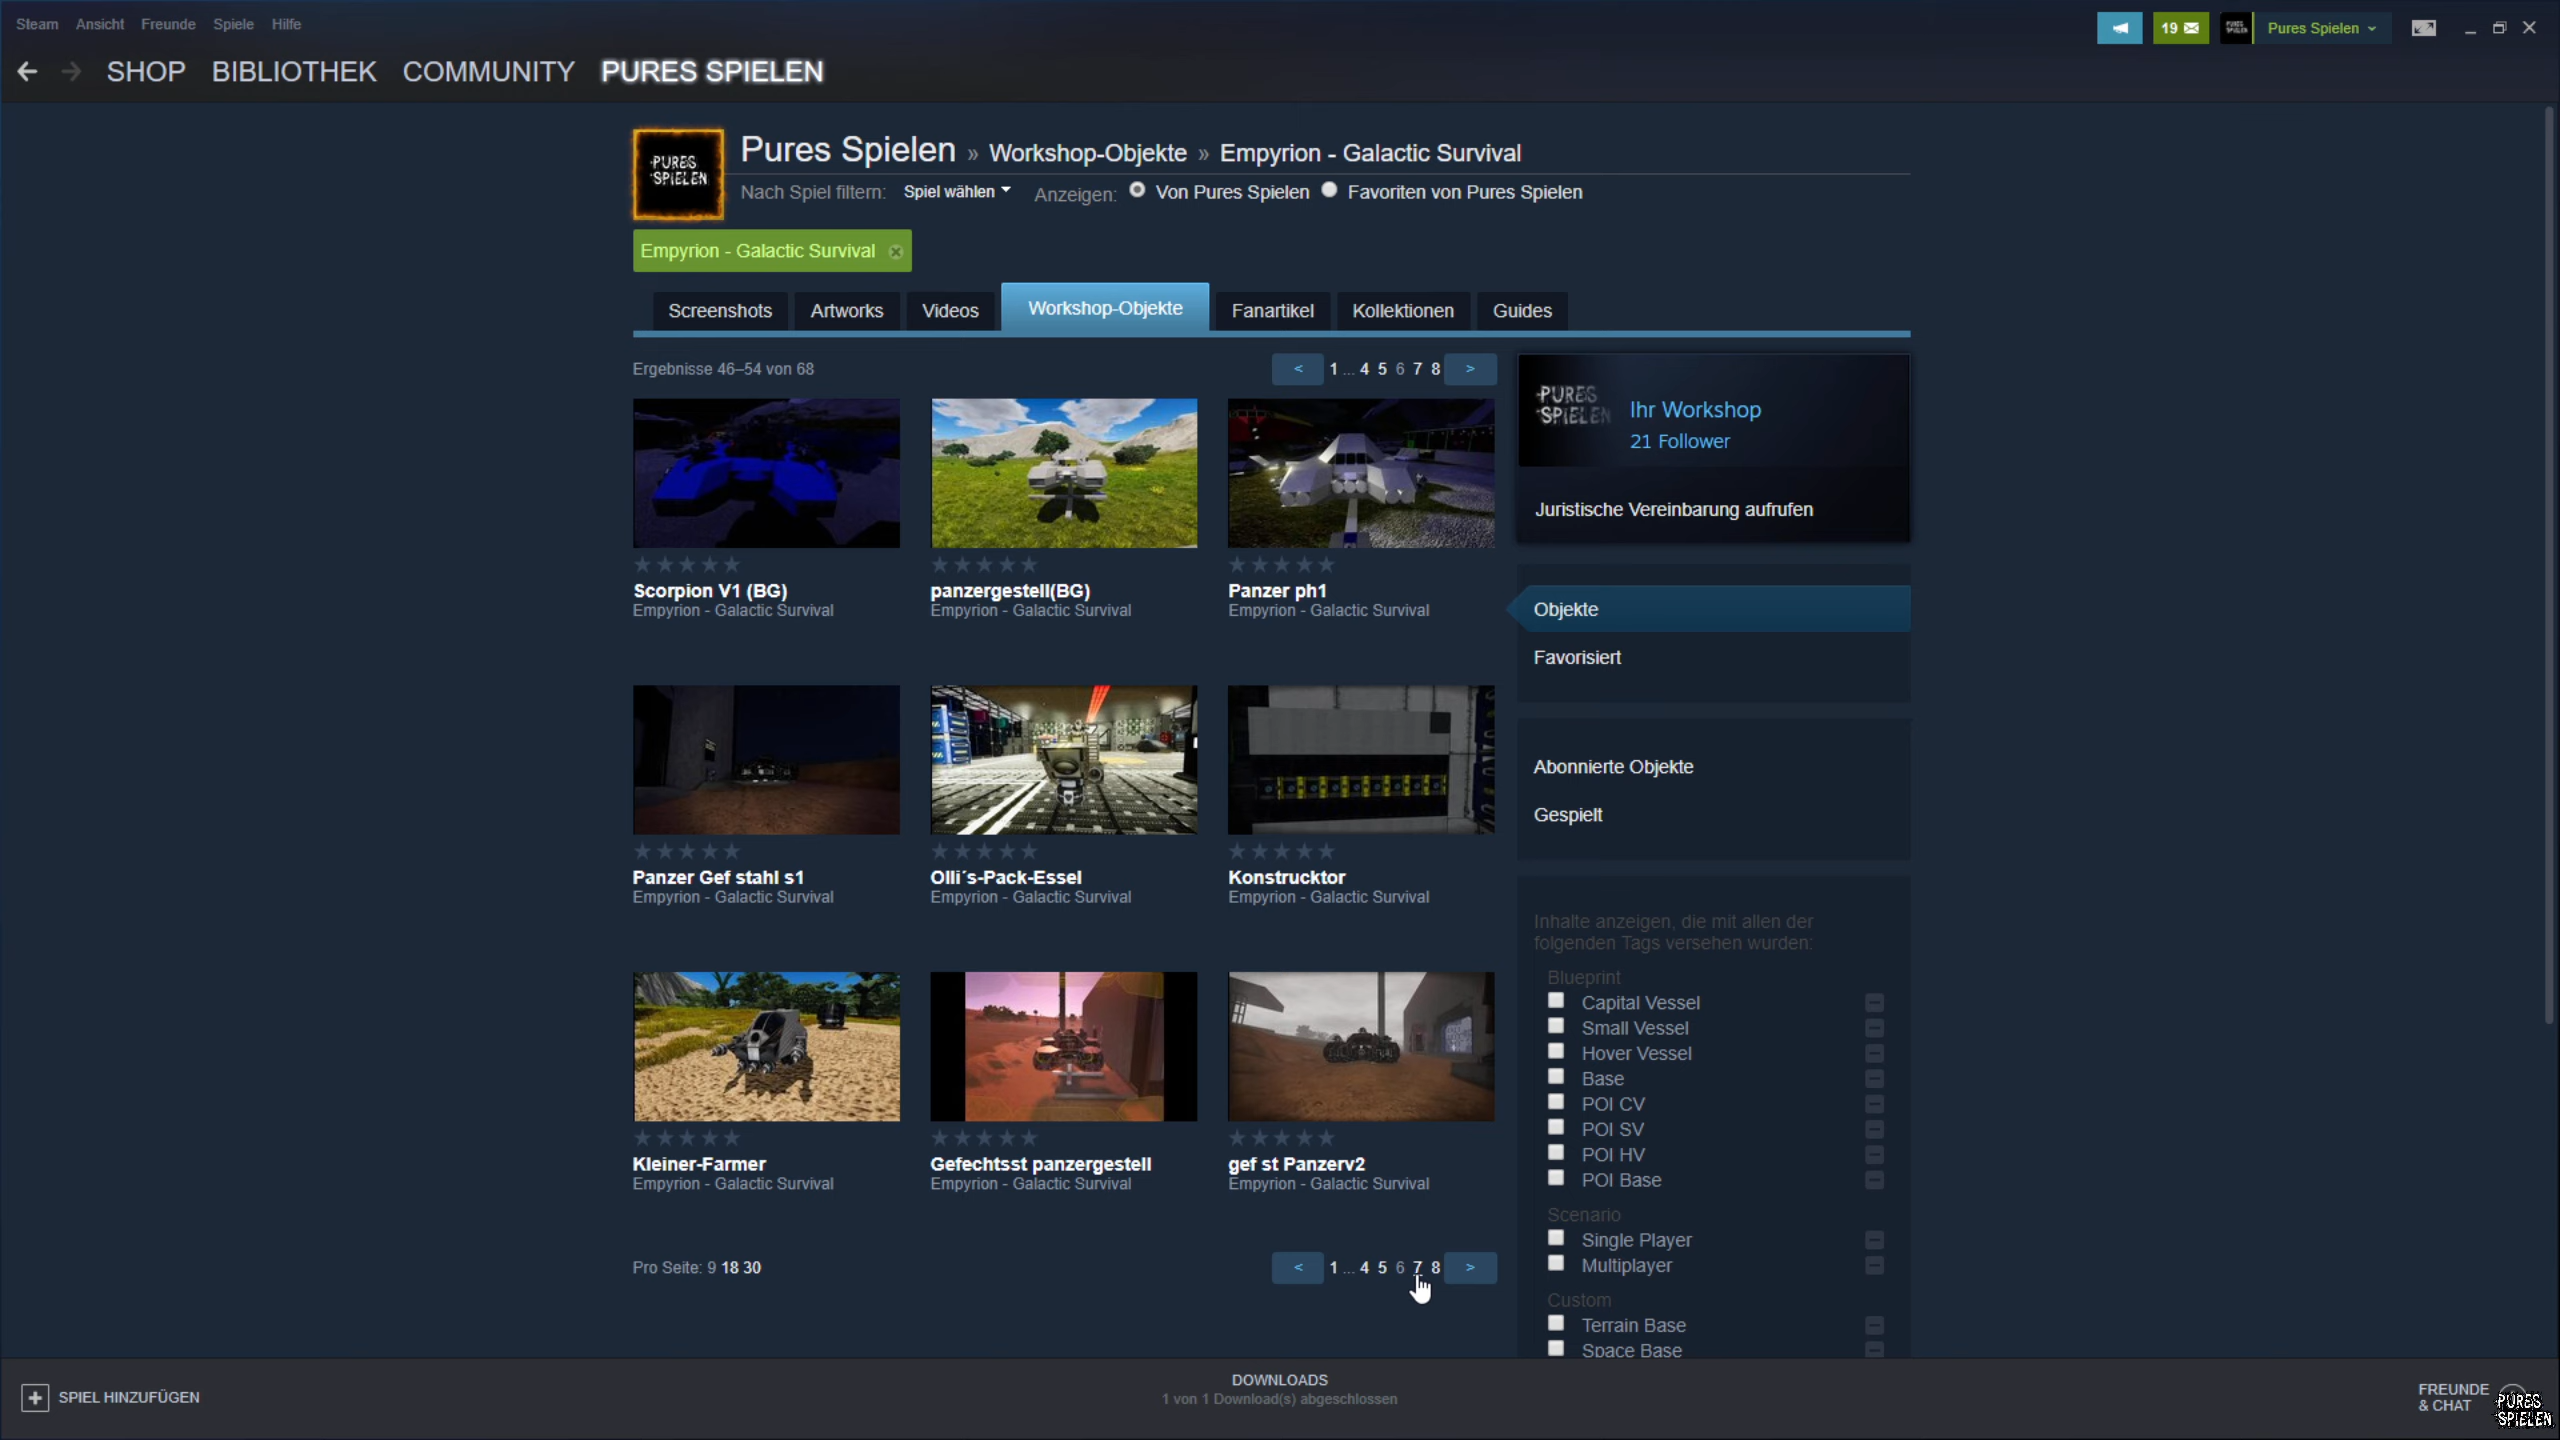 Steam Ansicht Freunde Spiele Hilfe
19
Pures Spielen
SHOP BIBLIOTHEK COMMUNITY PURES SPIELEN
PURES
SPIELEN
Pures Spielen » Workshop-Objekte » Empyrion - Galactic Survival
Nach Spiel filtern: Spiel wählen Anzeigen: Von Pures Spielen Favoriten von Pures Spielen
Empyrion - Galactic Survival
Screenshots Artworks Videos Workshop-Objekte Fanartikel Kollektionen Guides
Ergebnisse 46–54 von 68
< 1 ... 4 5 6 7 8 >
PURES
SPIELEN
Ihr Workshop
21 Follower
Juristische Vereinbarung aufrufen
Scorpion V1 (BG)
Empyrion - Galactic Survival
panzergestell(BG)
Empyrion - Galactic Survival
Panzer ph1
Empyrion - Galactic Survival
Objekte
Favorisiert
Panzer Gef stahl s1
Empyrion - Galactic Survival
Olli´s-Pack-Essel
Empyrion - Galactic Survival
Konstrucktor
Empyrion - Galactic Survival
Abonnierte Objekte
Gespielt
Kleiner-Farmer
Empyrion - Galactic Survival
Gefechtsst panzergestell
Empyrion - Galactic Survival
gef st Panzerv2
Empyrion - Galactic Survival
Inhalte anzeigen, die mit allen der
folgenden Tags versehen wurden:
Blueprint
Capital Vessel
Small Vessel
Hover Vessel
Base
POI CV
POI SV
POI HV
POI Base
Scenario
Single Player
Multiplayer
Custom
Terrain Base
Space Base
Pro Seite: 9 18 30
< 1 ... 4 5 6 7 8 >
SPIEL HINZUFÜGEN
DOWNLOADS
1 von 1 Download(s) abgeschlossen
FREUNDE
& CHAT
PURES
SPIELEN